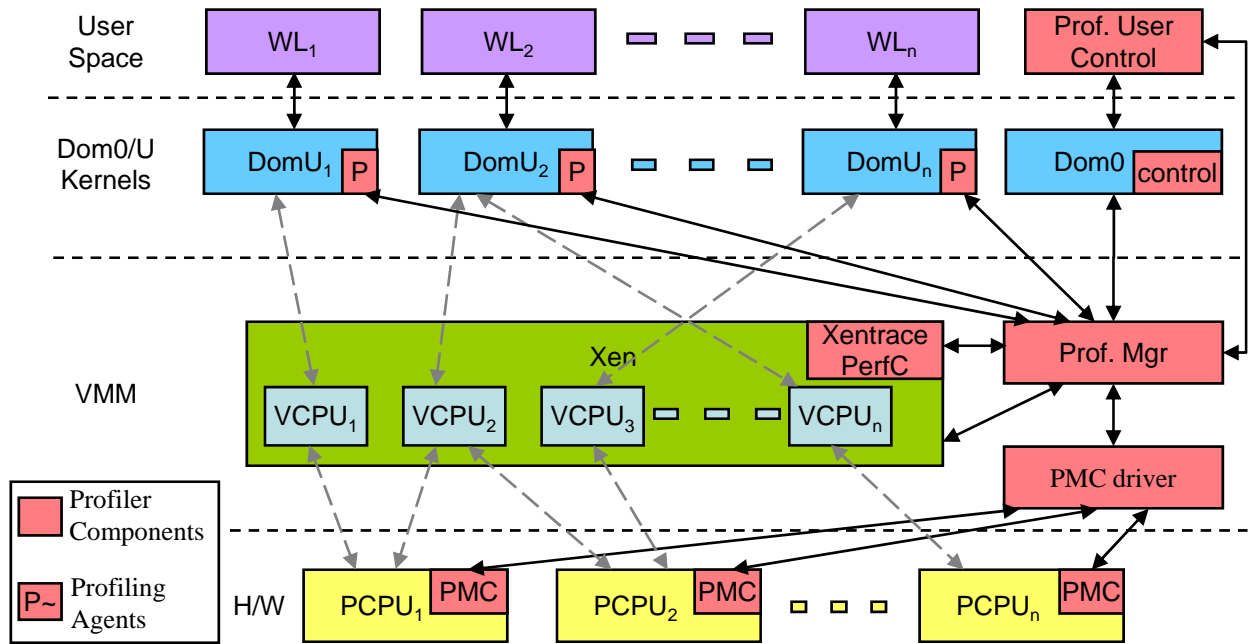 User
Space
WL1
WL2
WLn
Prof. User
Control
Dom0/U
Kernels
DomU1
P
DomU2
P
DomUn
P
Dom0
control
VMM
Xen
Xentrace
PerfC
Prof. Mgr
VCPU1
VCPU2
VCPU3
VCPUn
PMC driver
Profiler
Components
P~
Profiling
Agents
H/W
PCPU1
PMC
PCPU2
PMC
PCPUn
PMC